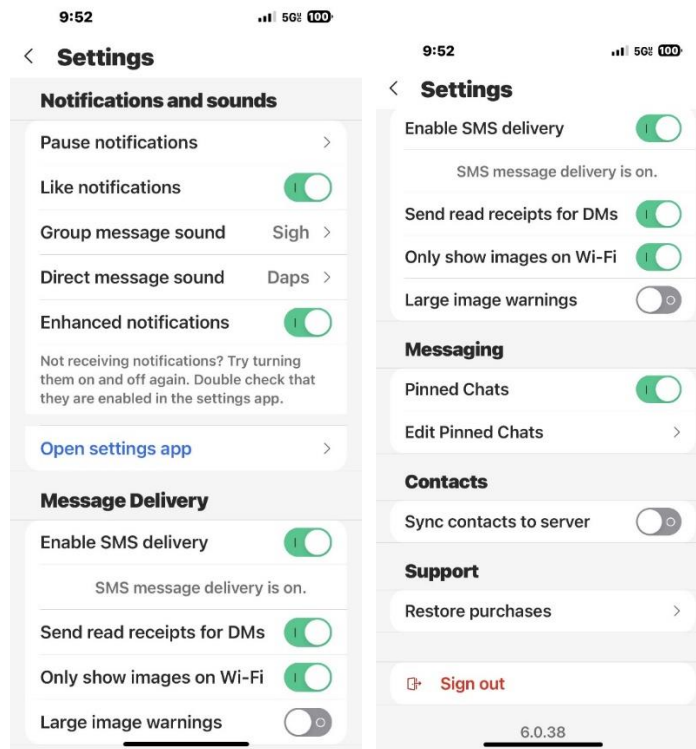 9:52
5G 100
Settings
Notifications and sounds
Pause notifications
Like notifications
Group message sound Sigh
Direct message sound Daps
Enhanced notifications
Not receiving notifications? Try turning
them on and off again. Double check that
they are enabled in the settings app.
Open settings app
Message Delivery
Enable SMS delivery
SMS message delivery is on.
Send read receipts for DMs
Only show images on Wi-Fi
Large image warnings
9:52
5G 100
Settings
Enable SMS delivery
SMS message delivery is on.
Send read receipts for DMs
Only show images on Wi-Fi
Large image warnings
Messaging
Pinned Chats
Edit Pinned Chats
Contacts
Sync contacts to server
Support
Restore purchases
Sign out
6.0.38